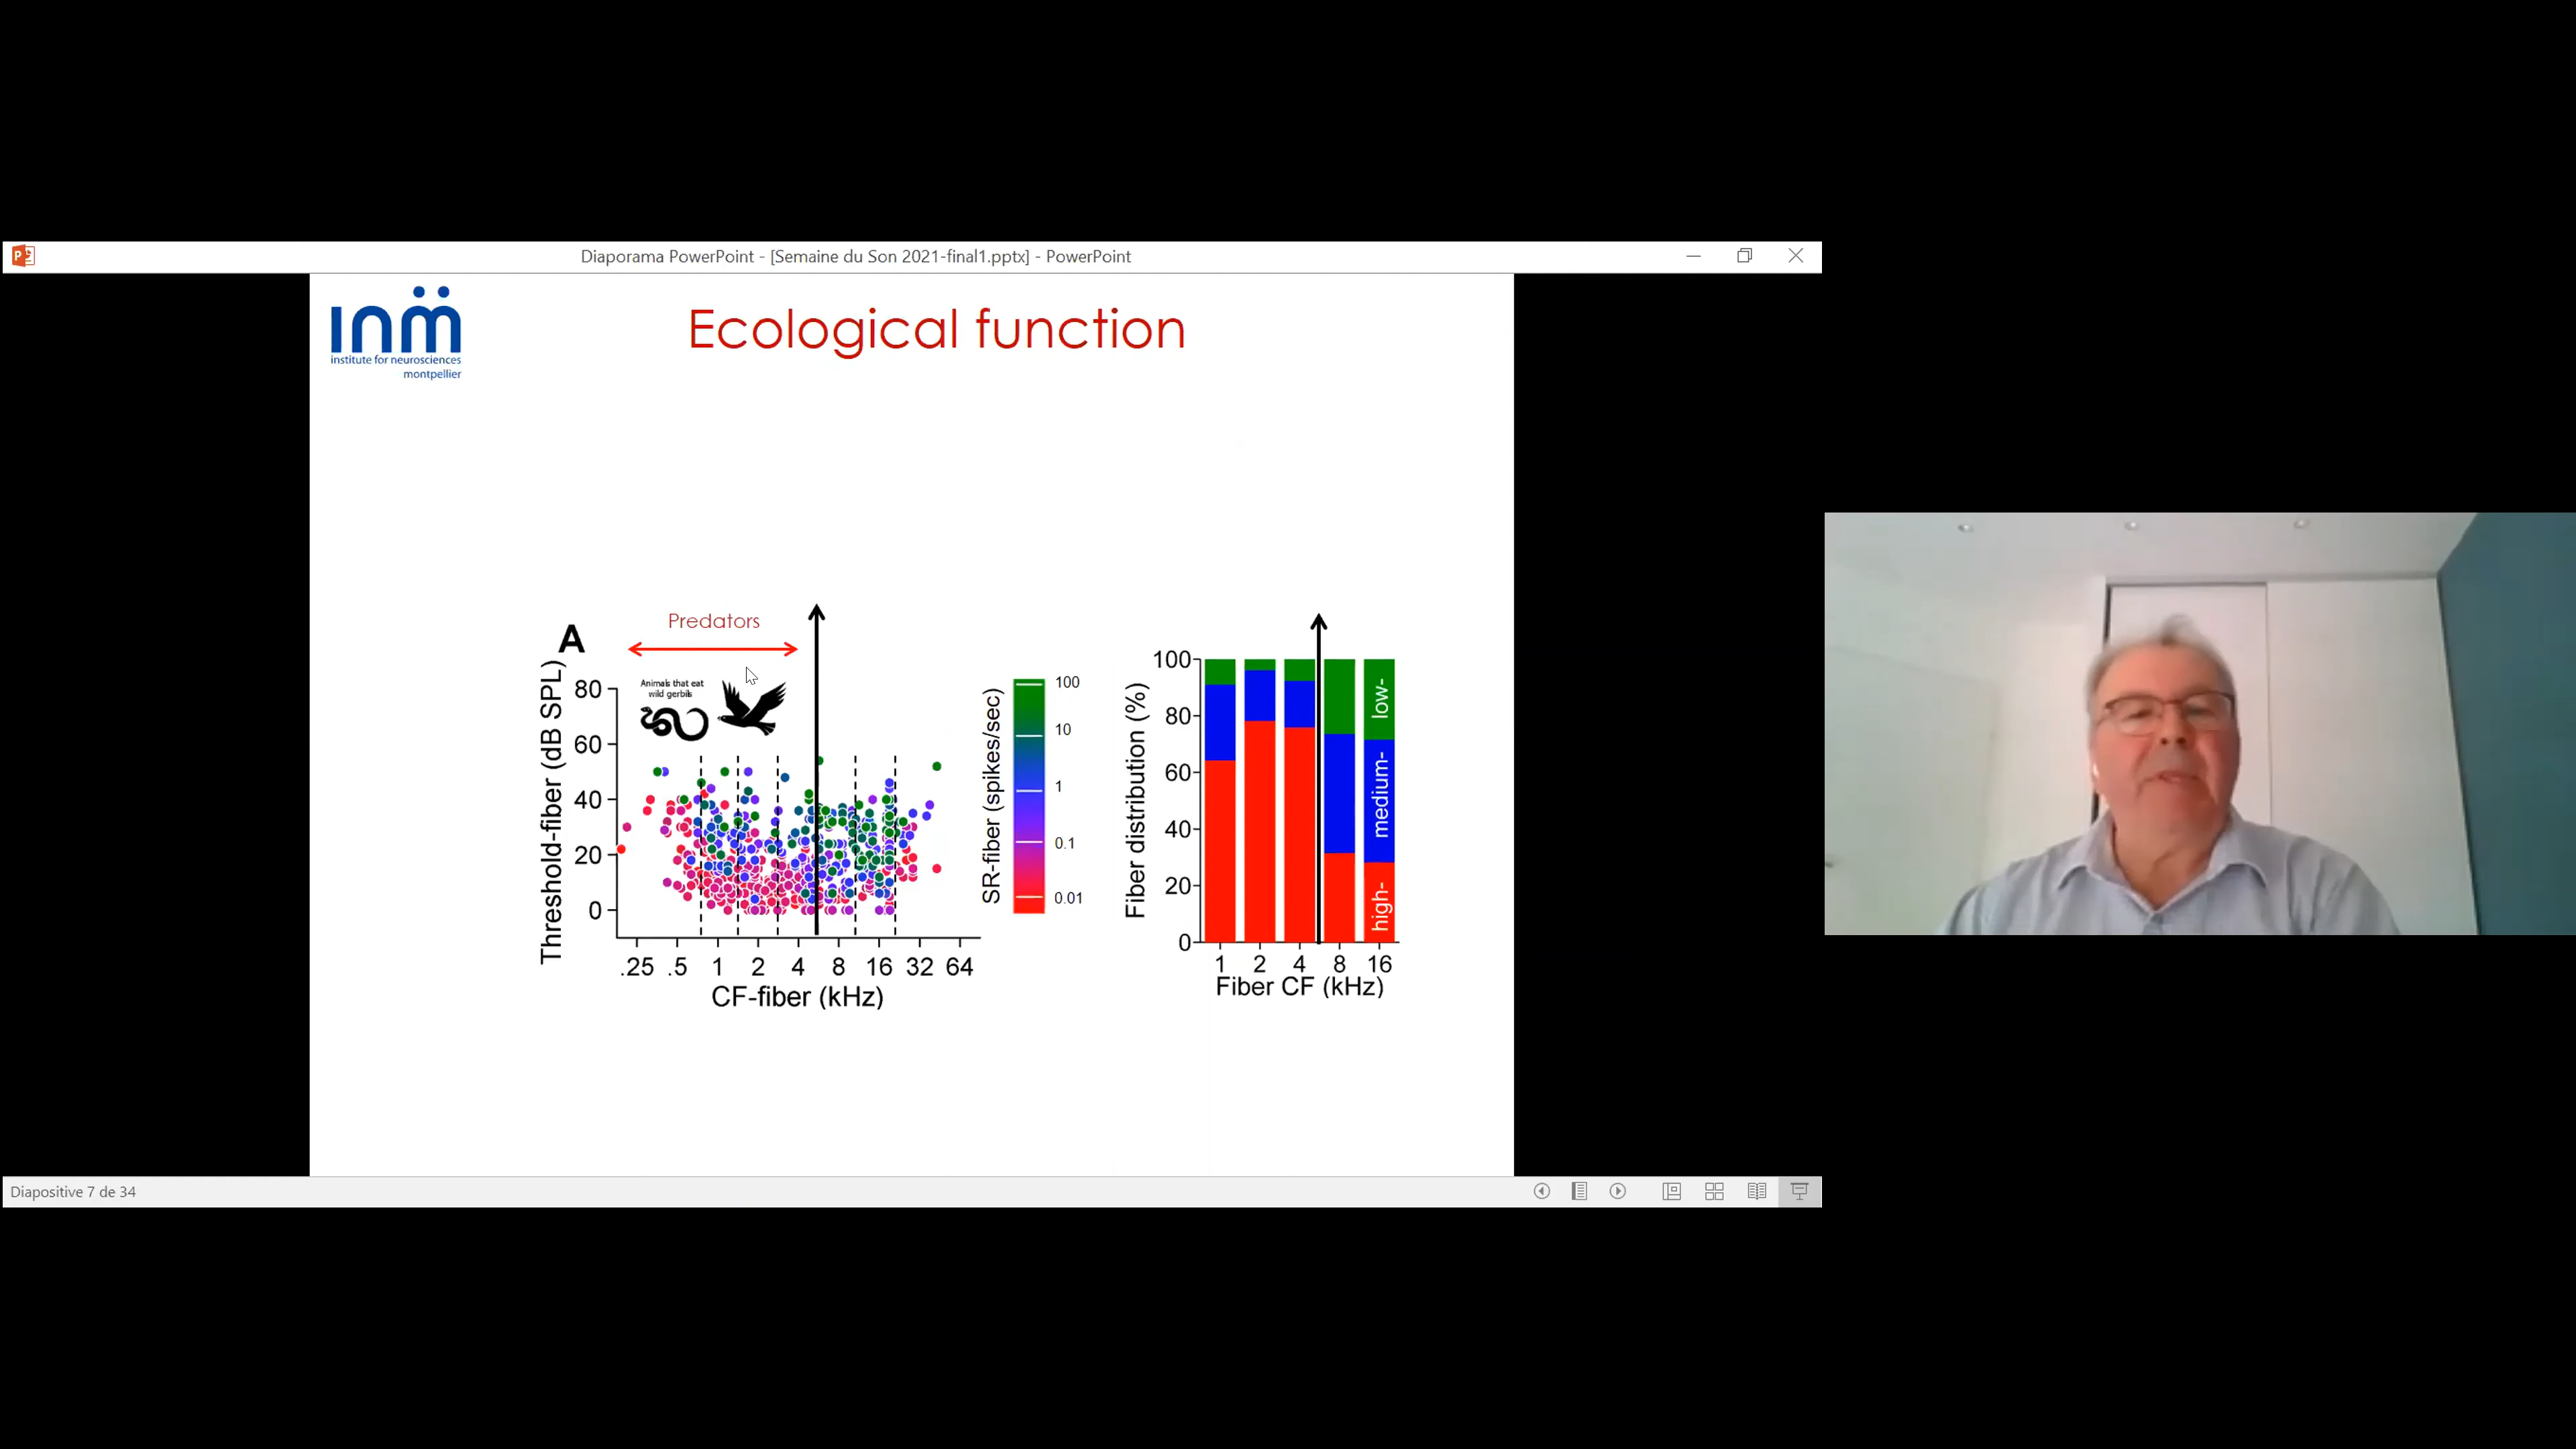 Diaporama PowerPoint - [Semaine du Son 2021-final1.pptx] - PowerPoint
ınm̈
institute for neurosciences
montpellier
Ecological function
A
Predators
Animals that eat
wild gerbils
Threshold-fiber (dB SPL)
80
60
40
20
0
.25 .5 1 2 4 8 16 32 64
CF-fiber (kHz)
SR-fiber (spikes/sec)
100
10
1
0.1
0.01
Fiber distribution (%)
100
80
60
40
20
0
low-
medium-
high-
1 2 4 8 16
Fiber CF (kHz)
Diapositive 7 de 34